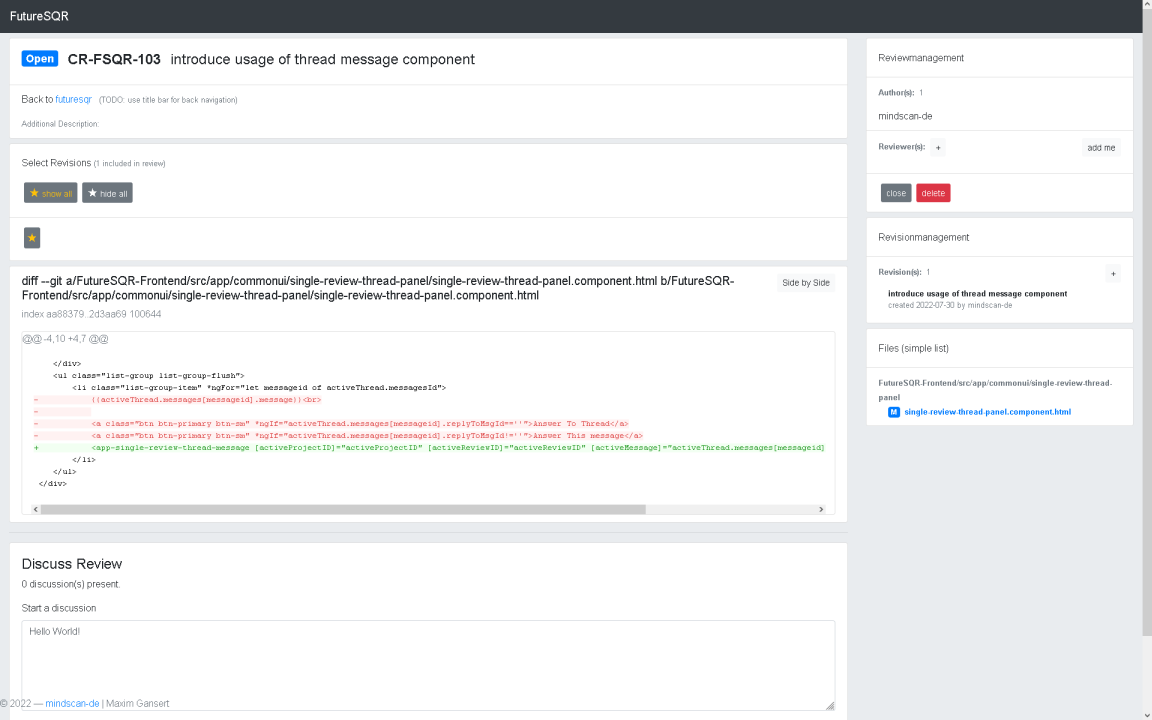 FutureSQR
Open CR-FSQR-103 introduce usage of thread message component
Back to futuresqr (TODO: use title bar for back navigation)
Additional Description:
Select Revisions (1 included in review)
★ show all ★ hide all
★
diff --git a/FutureSQR-Frontend/src/app/commonui/single-review-thread-panel/single-review-thread-panel.component.html b/FutureSQR-
Frontend/src/app/commonui/single-review-thread-panel/single-review-thread-panel.component.html
Side by Side
index aa88379..2d3aa69 100644
@@ -4,10 +4,7 @@
</div>
<ul class="list-group list-group-flush">
<li class="list-group-item" *ngFor="let messageid of activeThread.messagesId">
- {{activeThread.messages[messageid].message}}<br>
-
- <a class="btn btn-primary btn-sm" *ngIf="activeThread.messages[messageid].replyToMsgId==''">Answer To Thread</a>
- <a class="btn btn-primary btn-sm" *ngIf="activeThread.messages[messageid].replyToMsgId!=''">Answer This message</a>
+ <app-single-review-thread-message [activeProjectID]="activeProjectID" [activeReviewID]="activeReviewID" [activeMessage]="activeThread.messages[messageid]
</li>
</ul>
</div>
Discuss Review
0 discussion(s) present.
Start a discussion
Hello World!
© 2022 — mindscan-de | Maxim Gansert
Reviewmanagement
Author(s): 1
mindscan-de
Reviewer(s): + add me
close delete
Revisionmanagement
Revision(s): 1 +
introduce usage of thread message component
created 2022-07-30 by mindscan-de
Files (simple list)
FutureSQR-Frontend/src/app/commonui/single-review-thread-
panel
M single-review-thread-panel.component.html